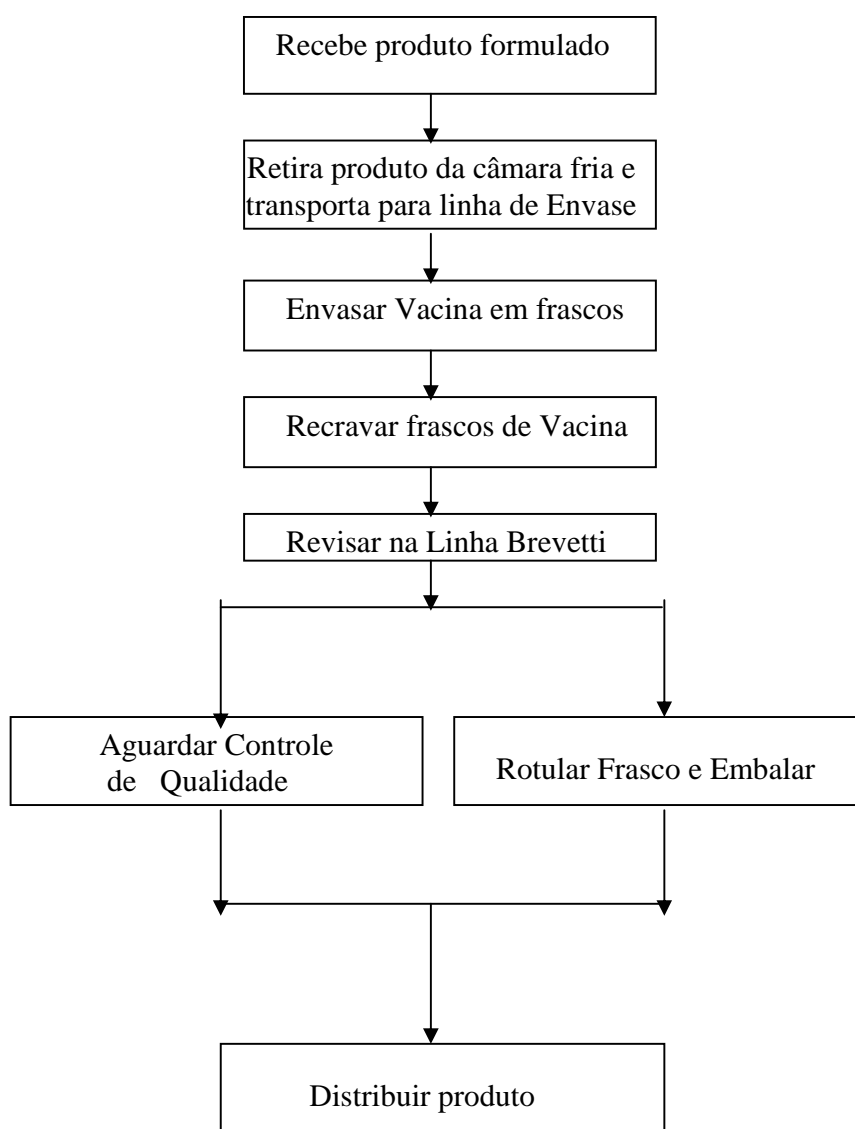 Recebe produto formulado
Retira produto da câmara fria e
transporta para linha de Envase
Envasar Vacina em frascos
Recravar frascos de Vacina
Revisar na Linha Brevetti
Aguardar Controle
de Qualidade
Rotular Frasco e Embalar
Distribuir produto